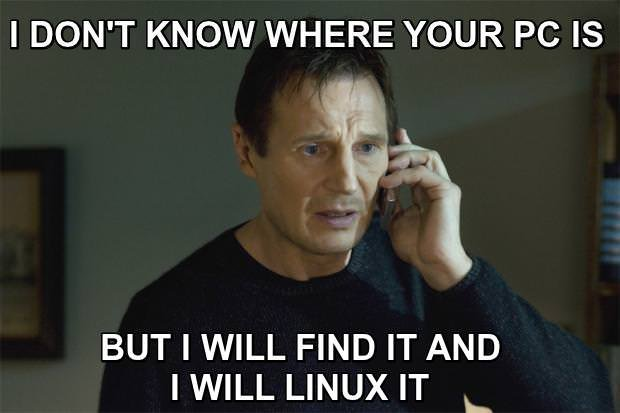 I DON'T KNOW WHERE YOUR PC IS
BUT I WILL FIND IT AND
I WILL LINUX IT